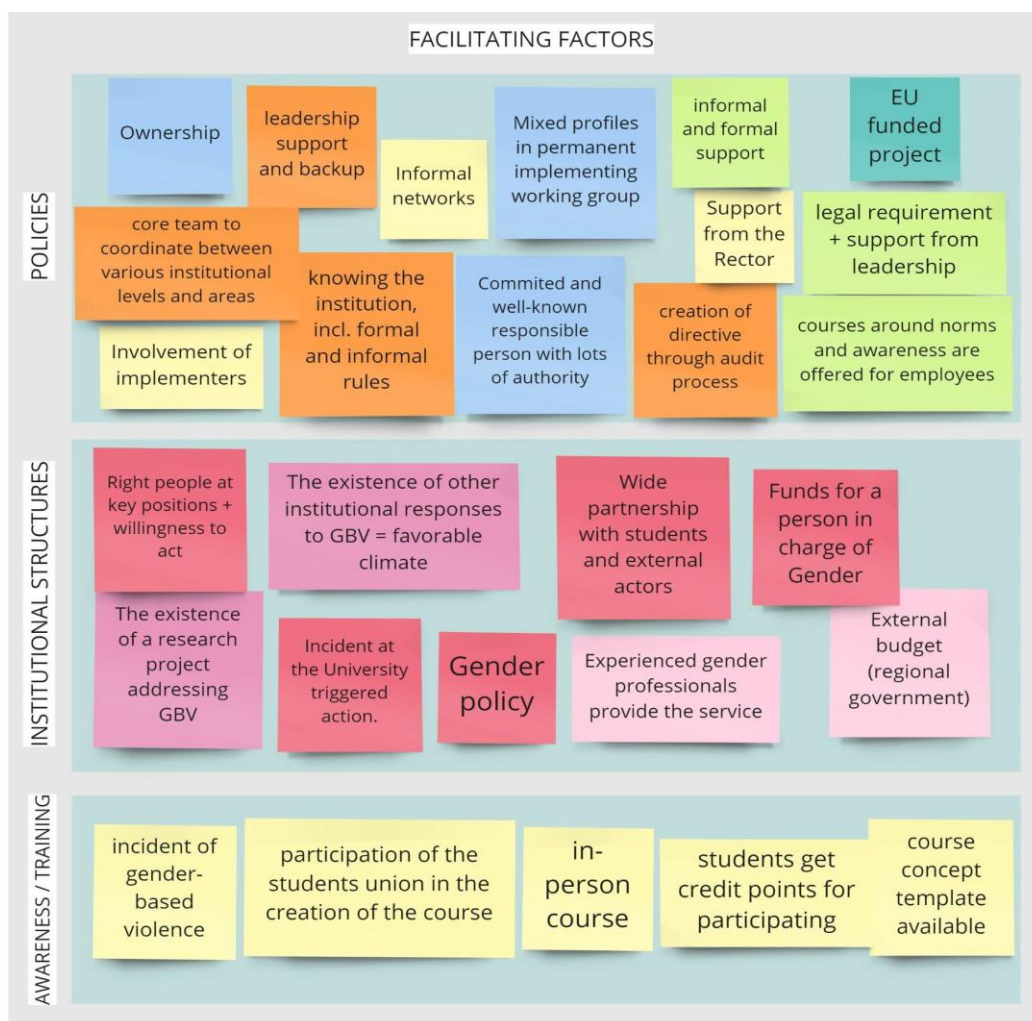 FACILITATING FACTORS
POLICIES
Ownership
leadership
support
and backup
Informal
networks
Mixed profiles
in permanent
implementing
working group
informal
and formal
support
EU
funded
project
core team to
coordinate between
various institutional
levels and areas
Support
from the
Rector
legal requirement
+ support from
leadership
Involvement of
implementers
knowing the
institution,
incl. formal
and informal
rules
Commited and
well-known
responsible
person with lots
of authority
creation of
directive
through audit
process
courses around norms
and awareness are
offered for employees
INSTITUTIONAL STRUCTURES
Right people at
key positions +
willingness to
act
The existence of other
institutional responses
to GBV = favorable
climate
Wide
partnership
with students
and external
actors
Funds for a
person in
charge of
Gender
The existence
of a research
project
addressing
GBV
Incident at
the University
triggered
action.
Gender
policy
Experienced gender
professionals
provide the service
External
budget
(regional
government)
AWARENESS / TRAINING
incident of
gender-
based
violence
participation of the
students union in the
creation of the course
in-
person
course
students get
credit points for
participating
course
concept
template
available